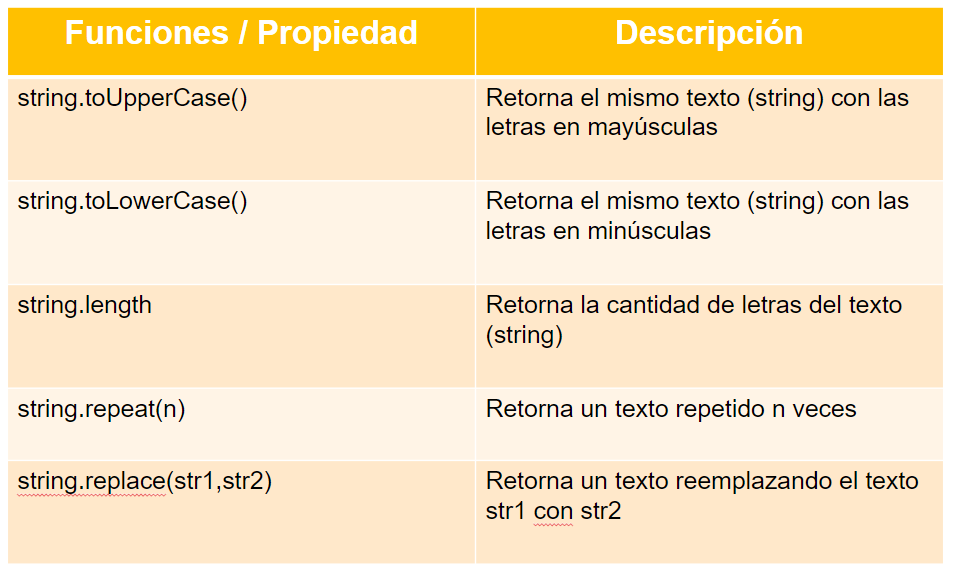 Funciones / Propiedad
Descripción
string.toUpperCase()
Retorna el mismo texto (string) con las
letras en mayúsculas
string.toLowerCase()
Retorna el mismo texto (string) con las
letras en minúsculas
string.length
Retorna la cantidad de letras del texto
(string)
string.repeat(n)
Retorna un texto repetido n veces
string.replace(str1,str2)
Retorna un texto reemplazando el texto
str1 con str2